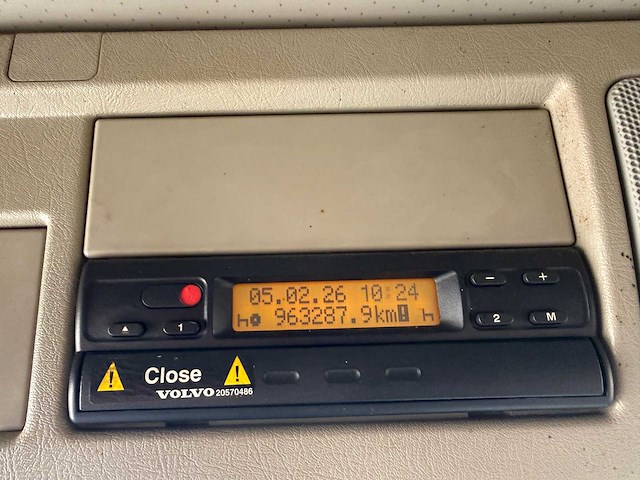 05.02.26 10:24
963287.9km
1
- +
2 M
Close
VOLVO 20570486